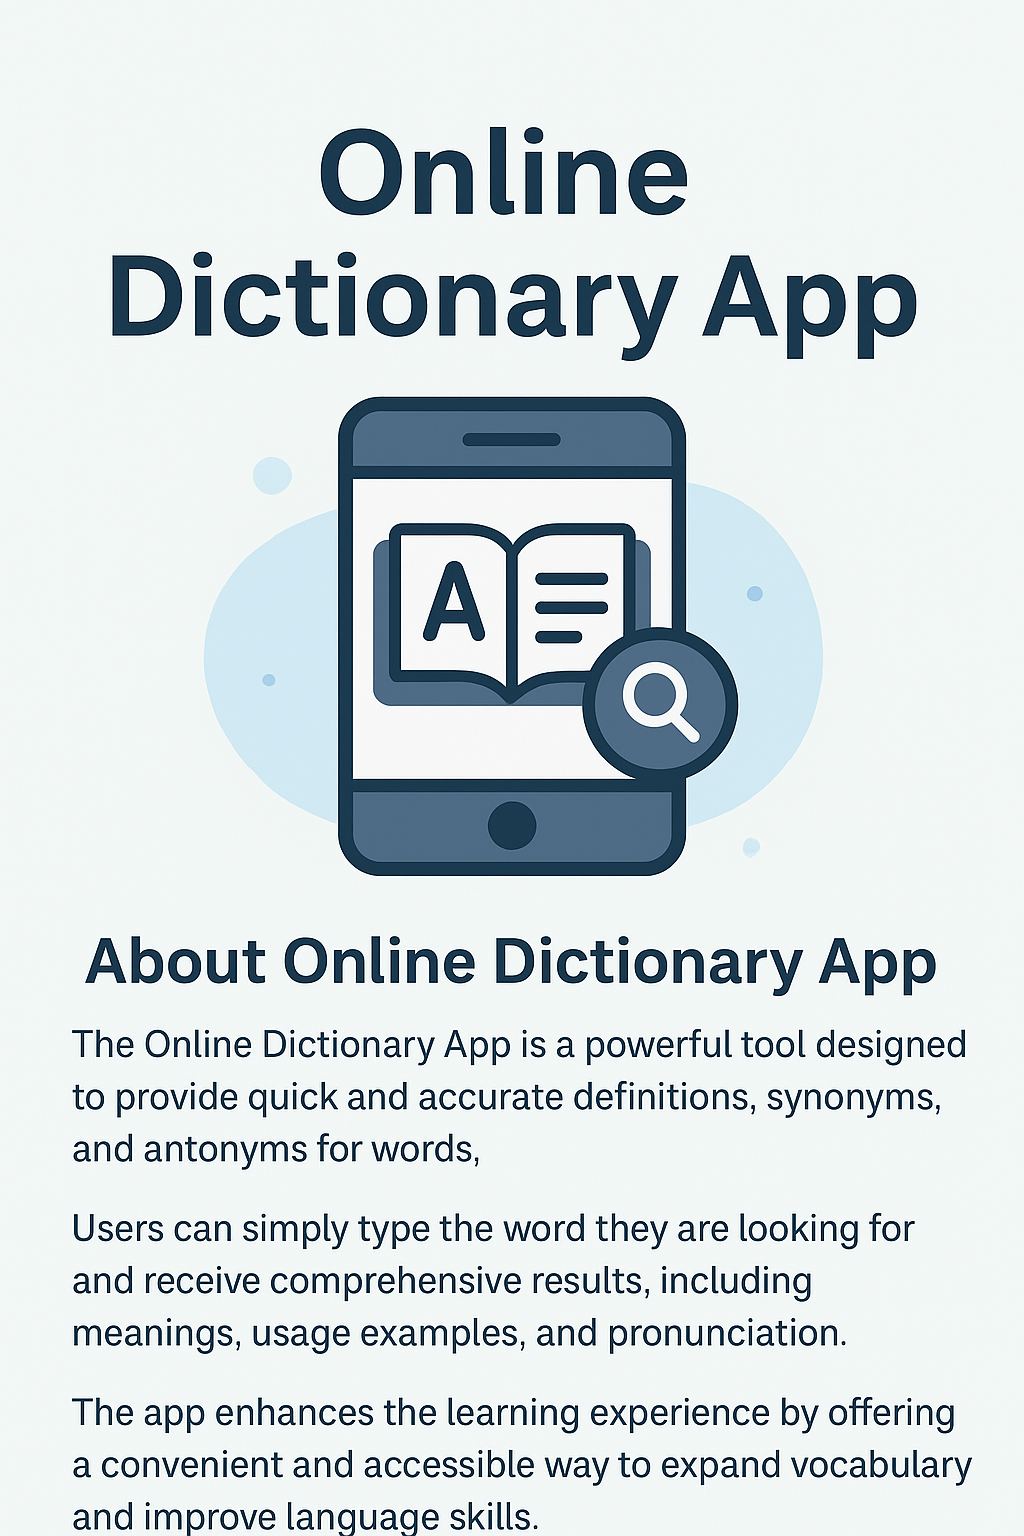 Online
Dictionary App
A
About Online Dictionary App
The Online Dictionary App is a powerful tool designed
to provide quick and accurate definitions, synonyms,
and antonyms for words,
Users can simply type the word they are looking for
and receive comprehensive results, including
meanings, usage examples, and pronunciation.
The app enhances the learning experience by offering
a convenient and accessible way to expand vocabulary
and improve language skills.